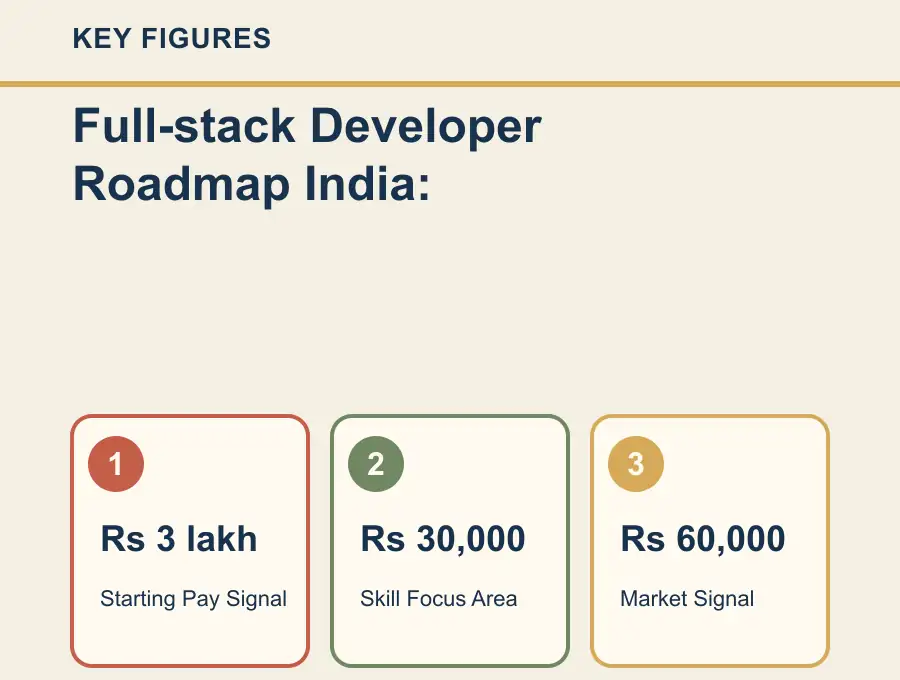 KEY FIGURES
Full-stack Developer
Roadmap India:
1
Rs 3 lakh
Starting Pay Signal
2
Rs 30,000
Skill Focus Area
3
Rs 60,000
Market Signal